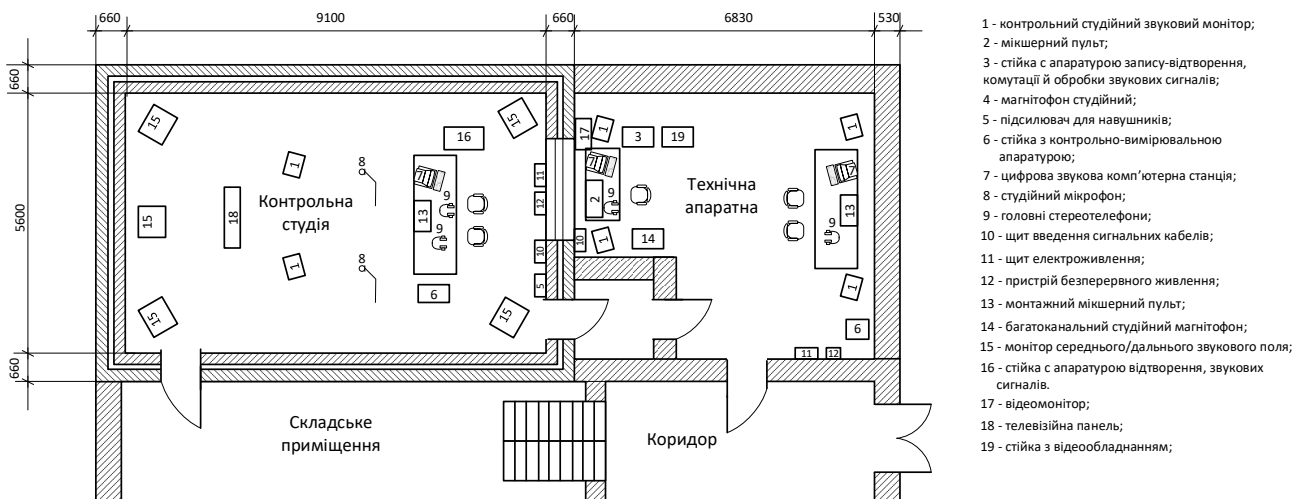 660
9100
660
6830
530
660
5600
660
15
15
16
1
8
7
9
13
9
18
15
Контрольна
студія
1
8
6
15
15
11
12
10
5
17
1
3
19
1
7
9
2
Технічна
апаратна
7
13
9
10
1
14
1
6
11
12
Складське
приміщення
Коридор
1 - контрольний студійний звуковий монітор;
2 - мікшерний пульт;
3 - стійка с апаратурою запису-відтворення,
комутації й обробки звукових сигналів;
4 - магнітофон студійний;
5 - підсилювач для навушників;
6 - стійка з контрольно-вимірювальною
апаратурою;
7 - цифрова звукова комп'ютерна станція;
8 - студійний мікрофон;
9 - головні стереотелефони;
10 - щит введення сигнальних кабелів;
11 - щит електроживлення;
12 - пристрій безперервного живлення;
13 - монтажний мікшерний пульт;
14 - багатоканальний студійний магнітофон;
15 - монітор середнього/дальнього звукового поля;
16 - стійка с апаратурою відтворення, звукових
сигналів.
17 - відеомонітор;
18 - телевізійна панель;
19 - стійка з відеообладнанням;